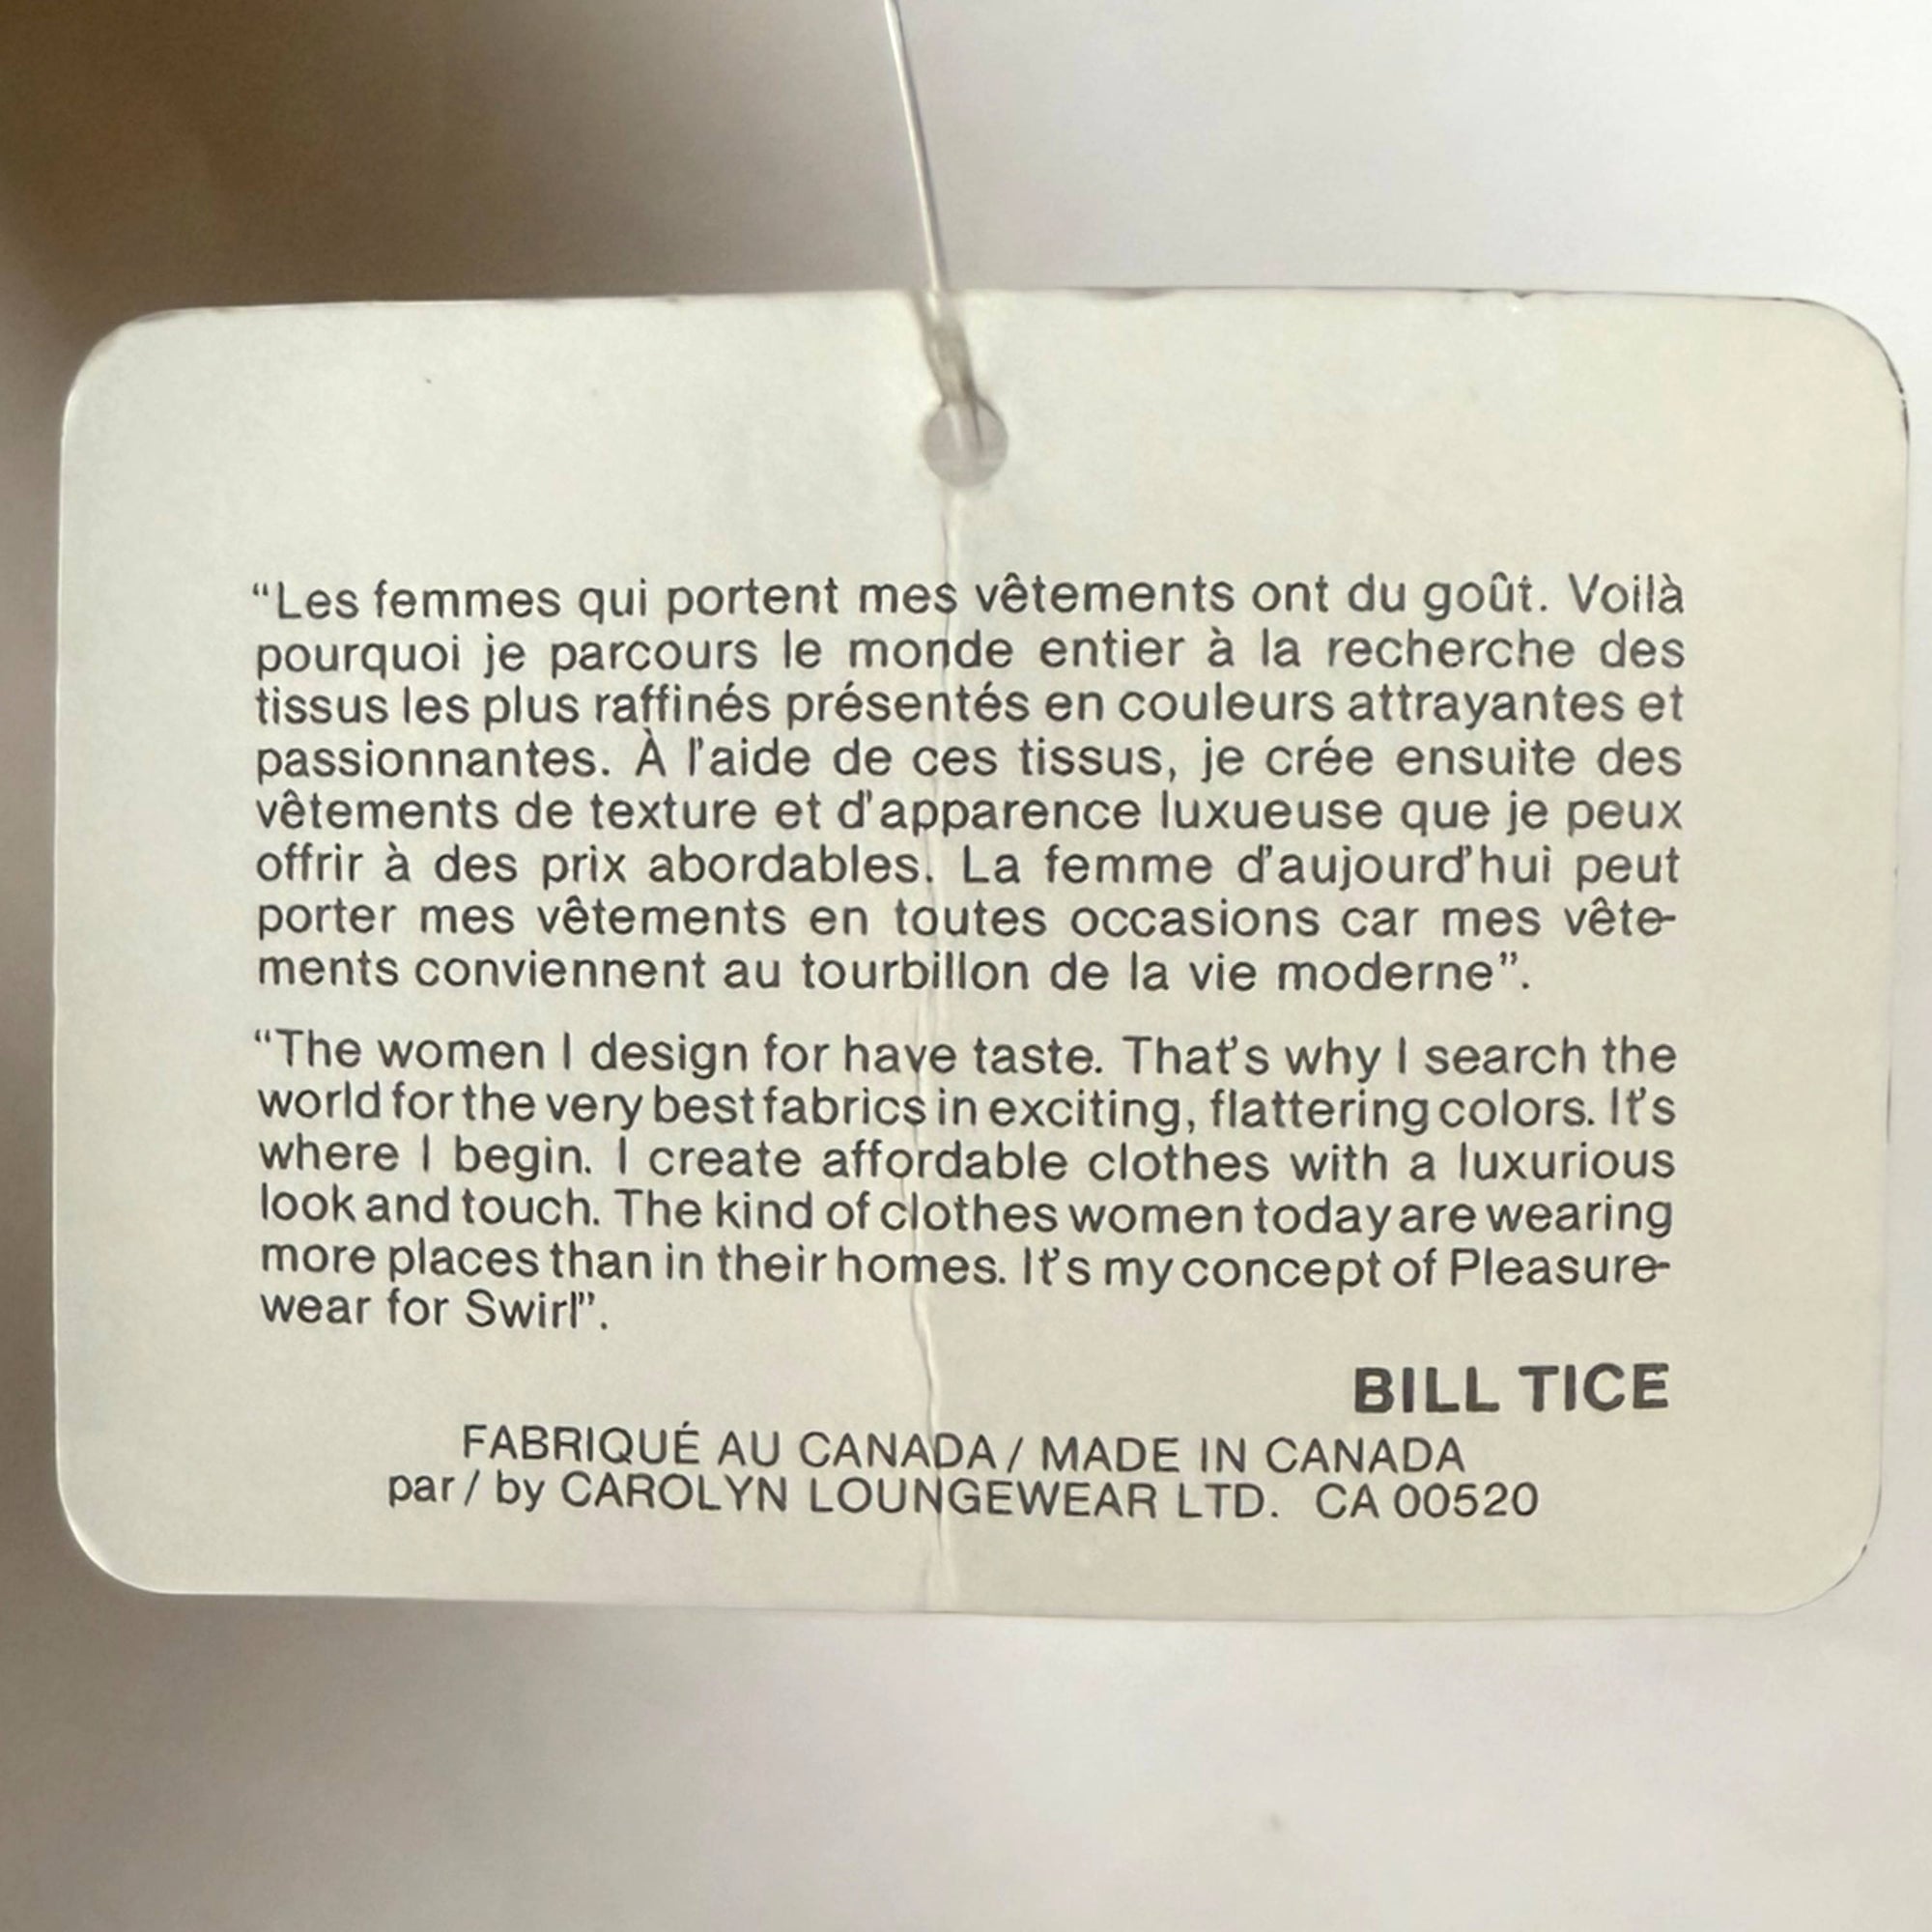 “Les femmes qui portent mes vêtements ont du goût. Voilà
pourquoi je parcours le monde entier à la recherche des
tissus les plus raffinés présentés en couleurs attrayantes et
passionnantes. À l'aide de ces tissus, je crée ensuite des
vêtements de texture et d'apparence luxueuse que je peux
offrir à des prix abordables. La femme d'aujourd'hui peut
porter mes vêtements en toutes occasions car mes vête-
ments conviennent au tourbillon de la vie moderne”.
“The women I design for have taste. That's why I search the
world for the very best fabrics in exciting, flattering colors. It's
where I begin. I create affordable clothes with a luxurious
look and touch. The kind of clothes women today are wearing
more places than in their homes. It's my concept of Pleasure-
wear for Swirl”.
BILL TICE
FABRIQUÉ AU CANADA / MADE IN CANADA
par / by CAROLYN LOUNGEWEAR LTD. CA 00520